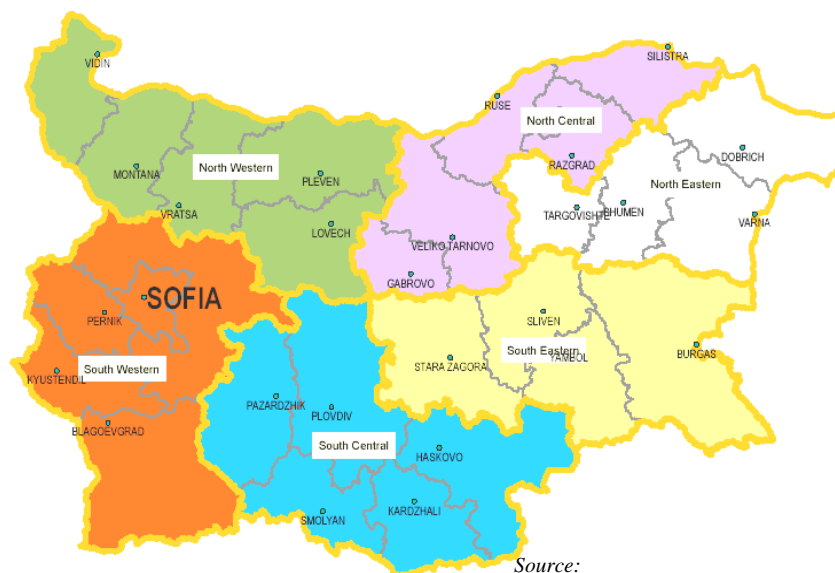 SILISTRA
VIDIN
RUSE
North Central
DOBRICH
RAZGRAD
North Western
MONTANA
PLEVEN
North Eastern
VRATSA
TARGOVISHTE
SHUMEN
VARNA
LOVECH
VELIKO TARNOVO
GABROVO
SOFIA
PERNIK
SLIVEN
South Eastern
YAMBOL
BURGAS
STARA ZAGORA
South Western
KYUSTENDIL
PAZARDZHIK
PLOVDIV
BLAGOEVGRAD
South Central
HASKOVO
KARDZHALI
SMOLYAN
Source: